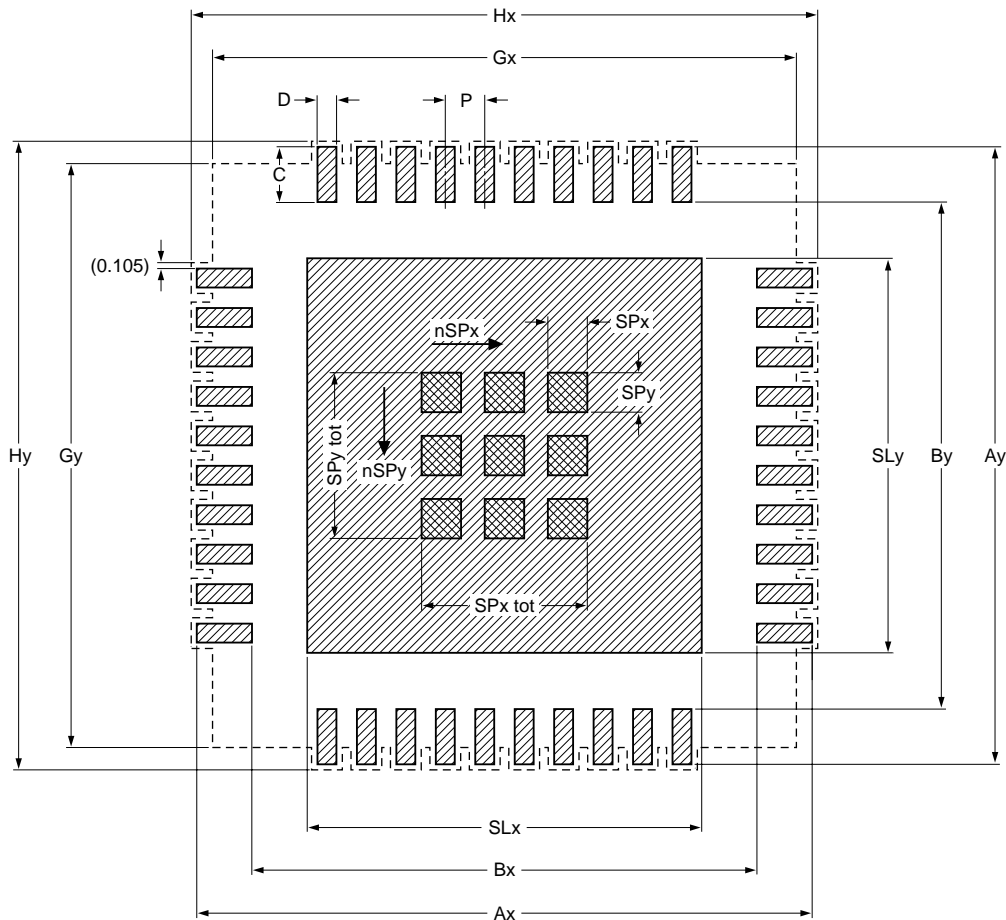 Hx
Gx
D
P
C
(0.105)
nSPx
SPx
SPy
SPy tot
nSPy
Hy
Gy
SLy
By
Ay
SPx tot
SLx
Bx
Ax